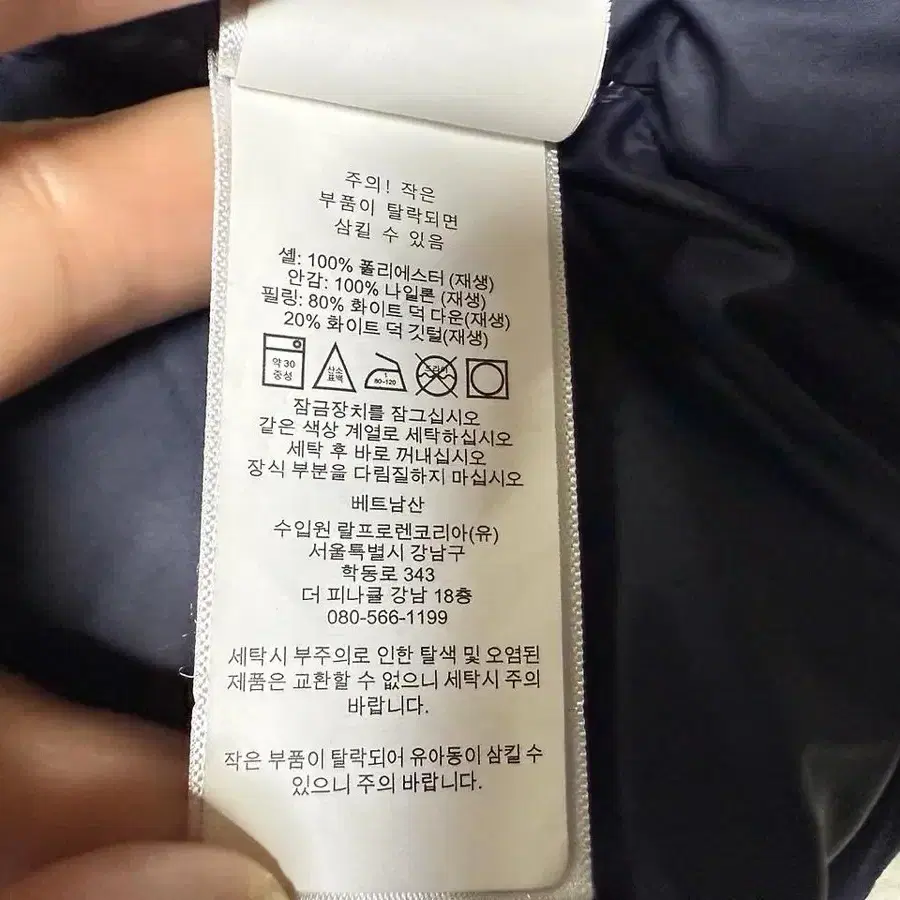 주의! 작은
부품이 탈락되면
삼킬 수 있음
셸: 100% 폴리에스터 (재생)
안감: 100% 나일론 (재생)
필링: 80% 화이트 덕 다운(재생)
20% 화이트 덕 깃털(재생)
약 30
중성
산소
표백
1
80-120
드라이
잠금장치를 잠그십시오
같은 색상 계열로 세탁하십시오
세탁 후 바로 꺼내십시오
장식 부분을 다림질하지 마십시오
베트남산
수입원 랄프로렌코리아(유)
서울특별시 강남구
학동로 343
더 피나클 강남 18층
080-566-1199
세탁시 부주의로 인한 탈색 및 오염된
제품은 교환할 수 없으니 세탁시 주의
바랍니다.
작은 부품이 탈락되어 유아동이 삼킬 수
있으니 주의 바랍니다.